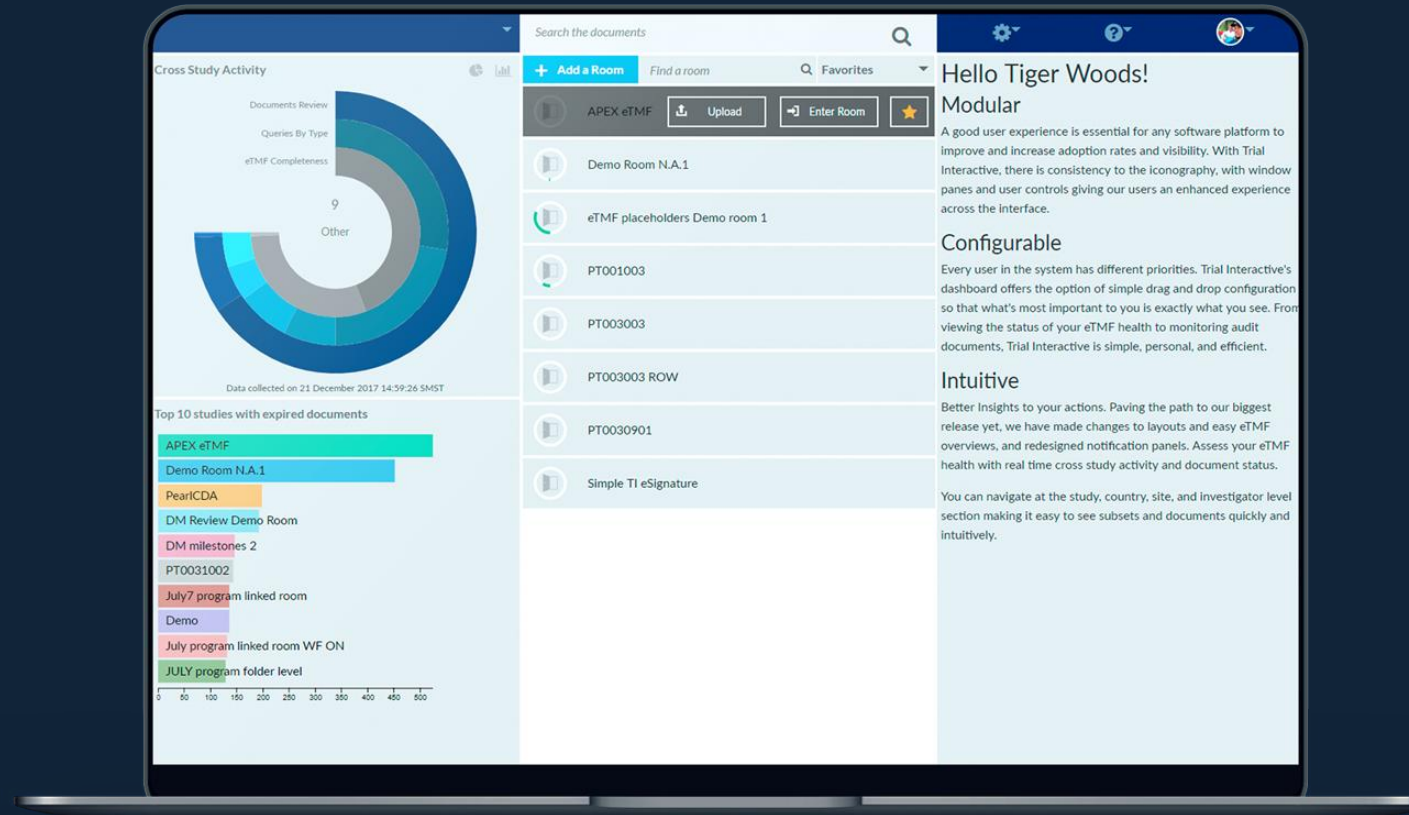 Search the documents
Cross Study Activity
Documents Review
Queries By Type
eTMF Completeness
9
Other
Data collected on 21 December 2017 14:59:26 SMST
Top 10 studies with expired documents
APEX eTMF
Demo Room N.A.1
PearlCDA
DM Review Demo Room
DM milestones 2
PT0031002
July7 program linked room
Demo
July program linked room WF ON
JULY program folder level
0 50 100 150 200 250 300 350 400 450 500
+ Add a Room Find a room Favorites
APEX eTMF Upload Enter Room
Demo Room N.A.1
eTMF placeholders Demo room 1
PT001003
PT003003
PT003003 ROW
PT0030901
Simple TI eSignature
Hello Tiger Woods!
Modular
A good user experience is essential for any software platform to
improve and increase adoption rates and visibility. With Trial
Interactive, there is consistency to the iconography, with window
panes and user controls giving our users an enhanced experience
across the interface.
Configurable
Every user in the system has different priorities. Trial Interactive's
dashboard offers the option of simple drag and drop configuration
so that what's most important to you is exactly what you see. From
viewing the status of your eTMF health to monitoring audit
documents, Trial Interactive is simple, personal, and efficient.
Intuitive
Better Insights to your actions. Paving the path to our biggest
release yet, we have made changes to layouts and easy eTMF
overviews, and redesigned notification panels. Assess your eTMF
health with real time cross study activity and document status.
You can navigate at the study, country, site, and investigator level
section making it easy to see subsets and documents quickly and
intuitively.